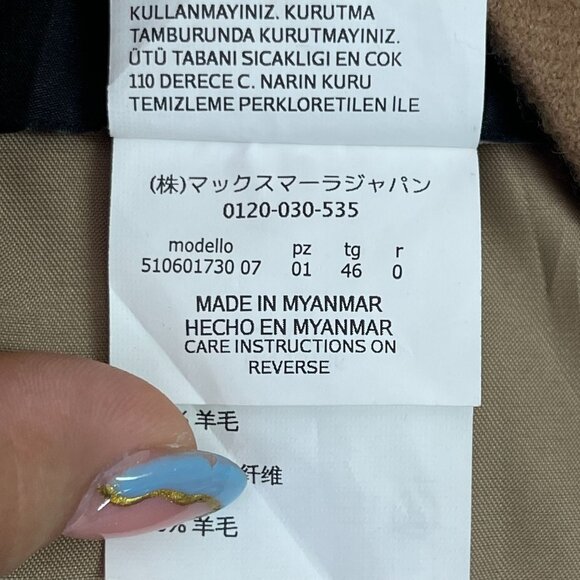 KULLANMAYINIZ. KURUTMA
TAMBURUNDA KURUTMAYINIZ.
ÜTÜ TABANI SICAKLIGI EN COK
110 DERECE C. NARIN KURU
TEMIZLEME PERKLORETILEN İLE
(株)マックスマーラジャパン
0120-030-535
modello pz tg r
510601730 07 01 46 0
MADE IN MYANMAR
HECHO EN MYANMAR
CARE INSTRUCTIONS ON
REVERSE
% 羊毛
纤维
% 羊毛